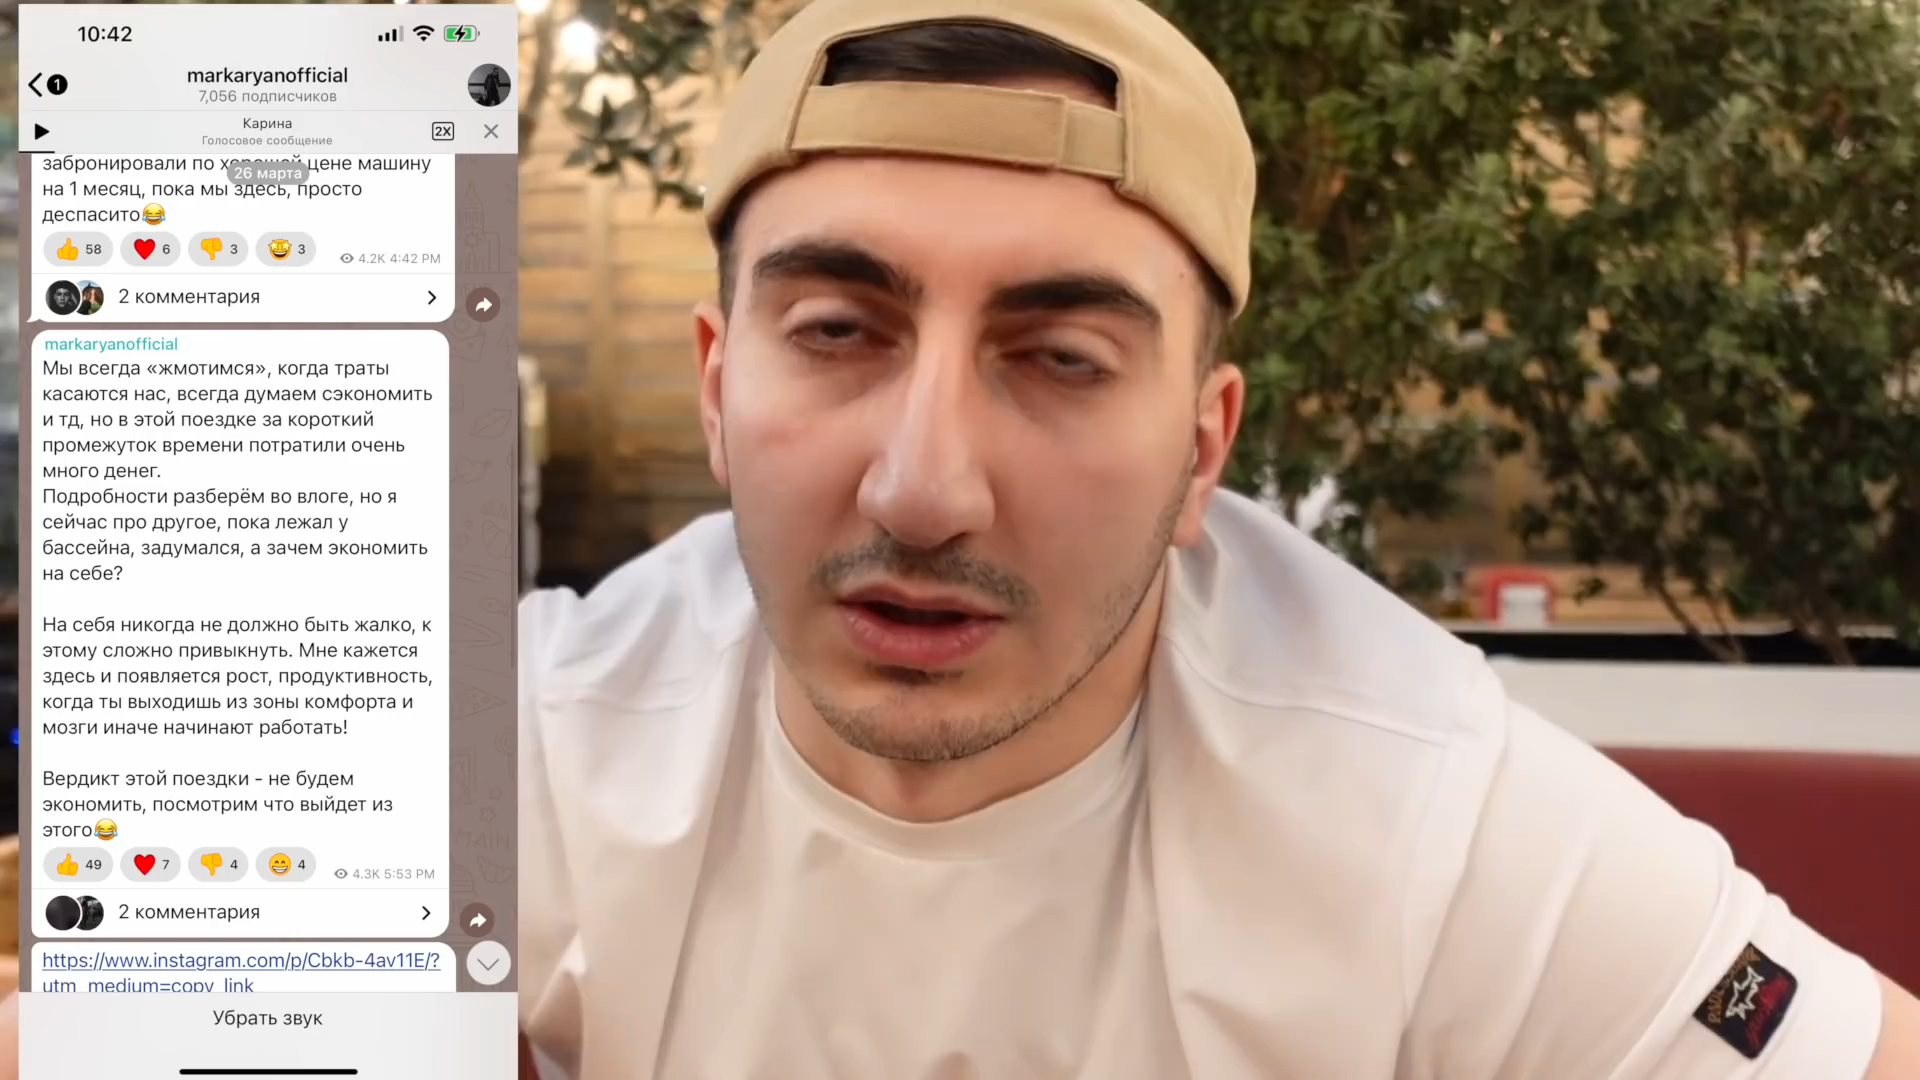 10:42
1
markaryanofficial
7,056 подписчиков
Карина
Голосовое сообщение
2X
забронировали по хорошей цене машину
26 марта
на 1 месяц, пока мы здесь, просто
деспасито😂
👍 58 ❤️ 6 👎 3 🤩 3
4.2K 4:42 PM
2 комментария
markaryanofficial
Мы всегда «жмотимся», когда траты
касаются нас, всегда думаем сэкономить
и тд, но в этой поездке за короткий
промежуток времени потратили очень
много денег.
Подробности разберём во влоге, но я
сейчас про другое, пока лежал у
бассейна, задумался, а зачем экономить
на себе?
На себя никогда не должно быть жалко, к
этому сложно привыкнуть. Мне кажется
здесь и появляется рост, продуктивность,
когда ты выходишь из зоны комфорта и
мозги иначе начинают работать!
Вердикт этой поездки - не будем
экономить, посмотрим что выйдет из
этого😂
👍 49 ❤️ 7 👎 4 😁 4
4.3K 5:53 PM
2 комментария
https://www.instagram.com/p/Cbkb-4av11E/?
utm_medium=copy_link
Убрать звук